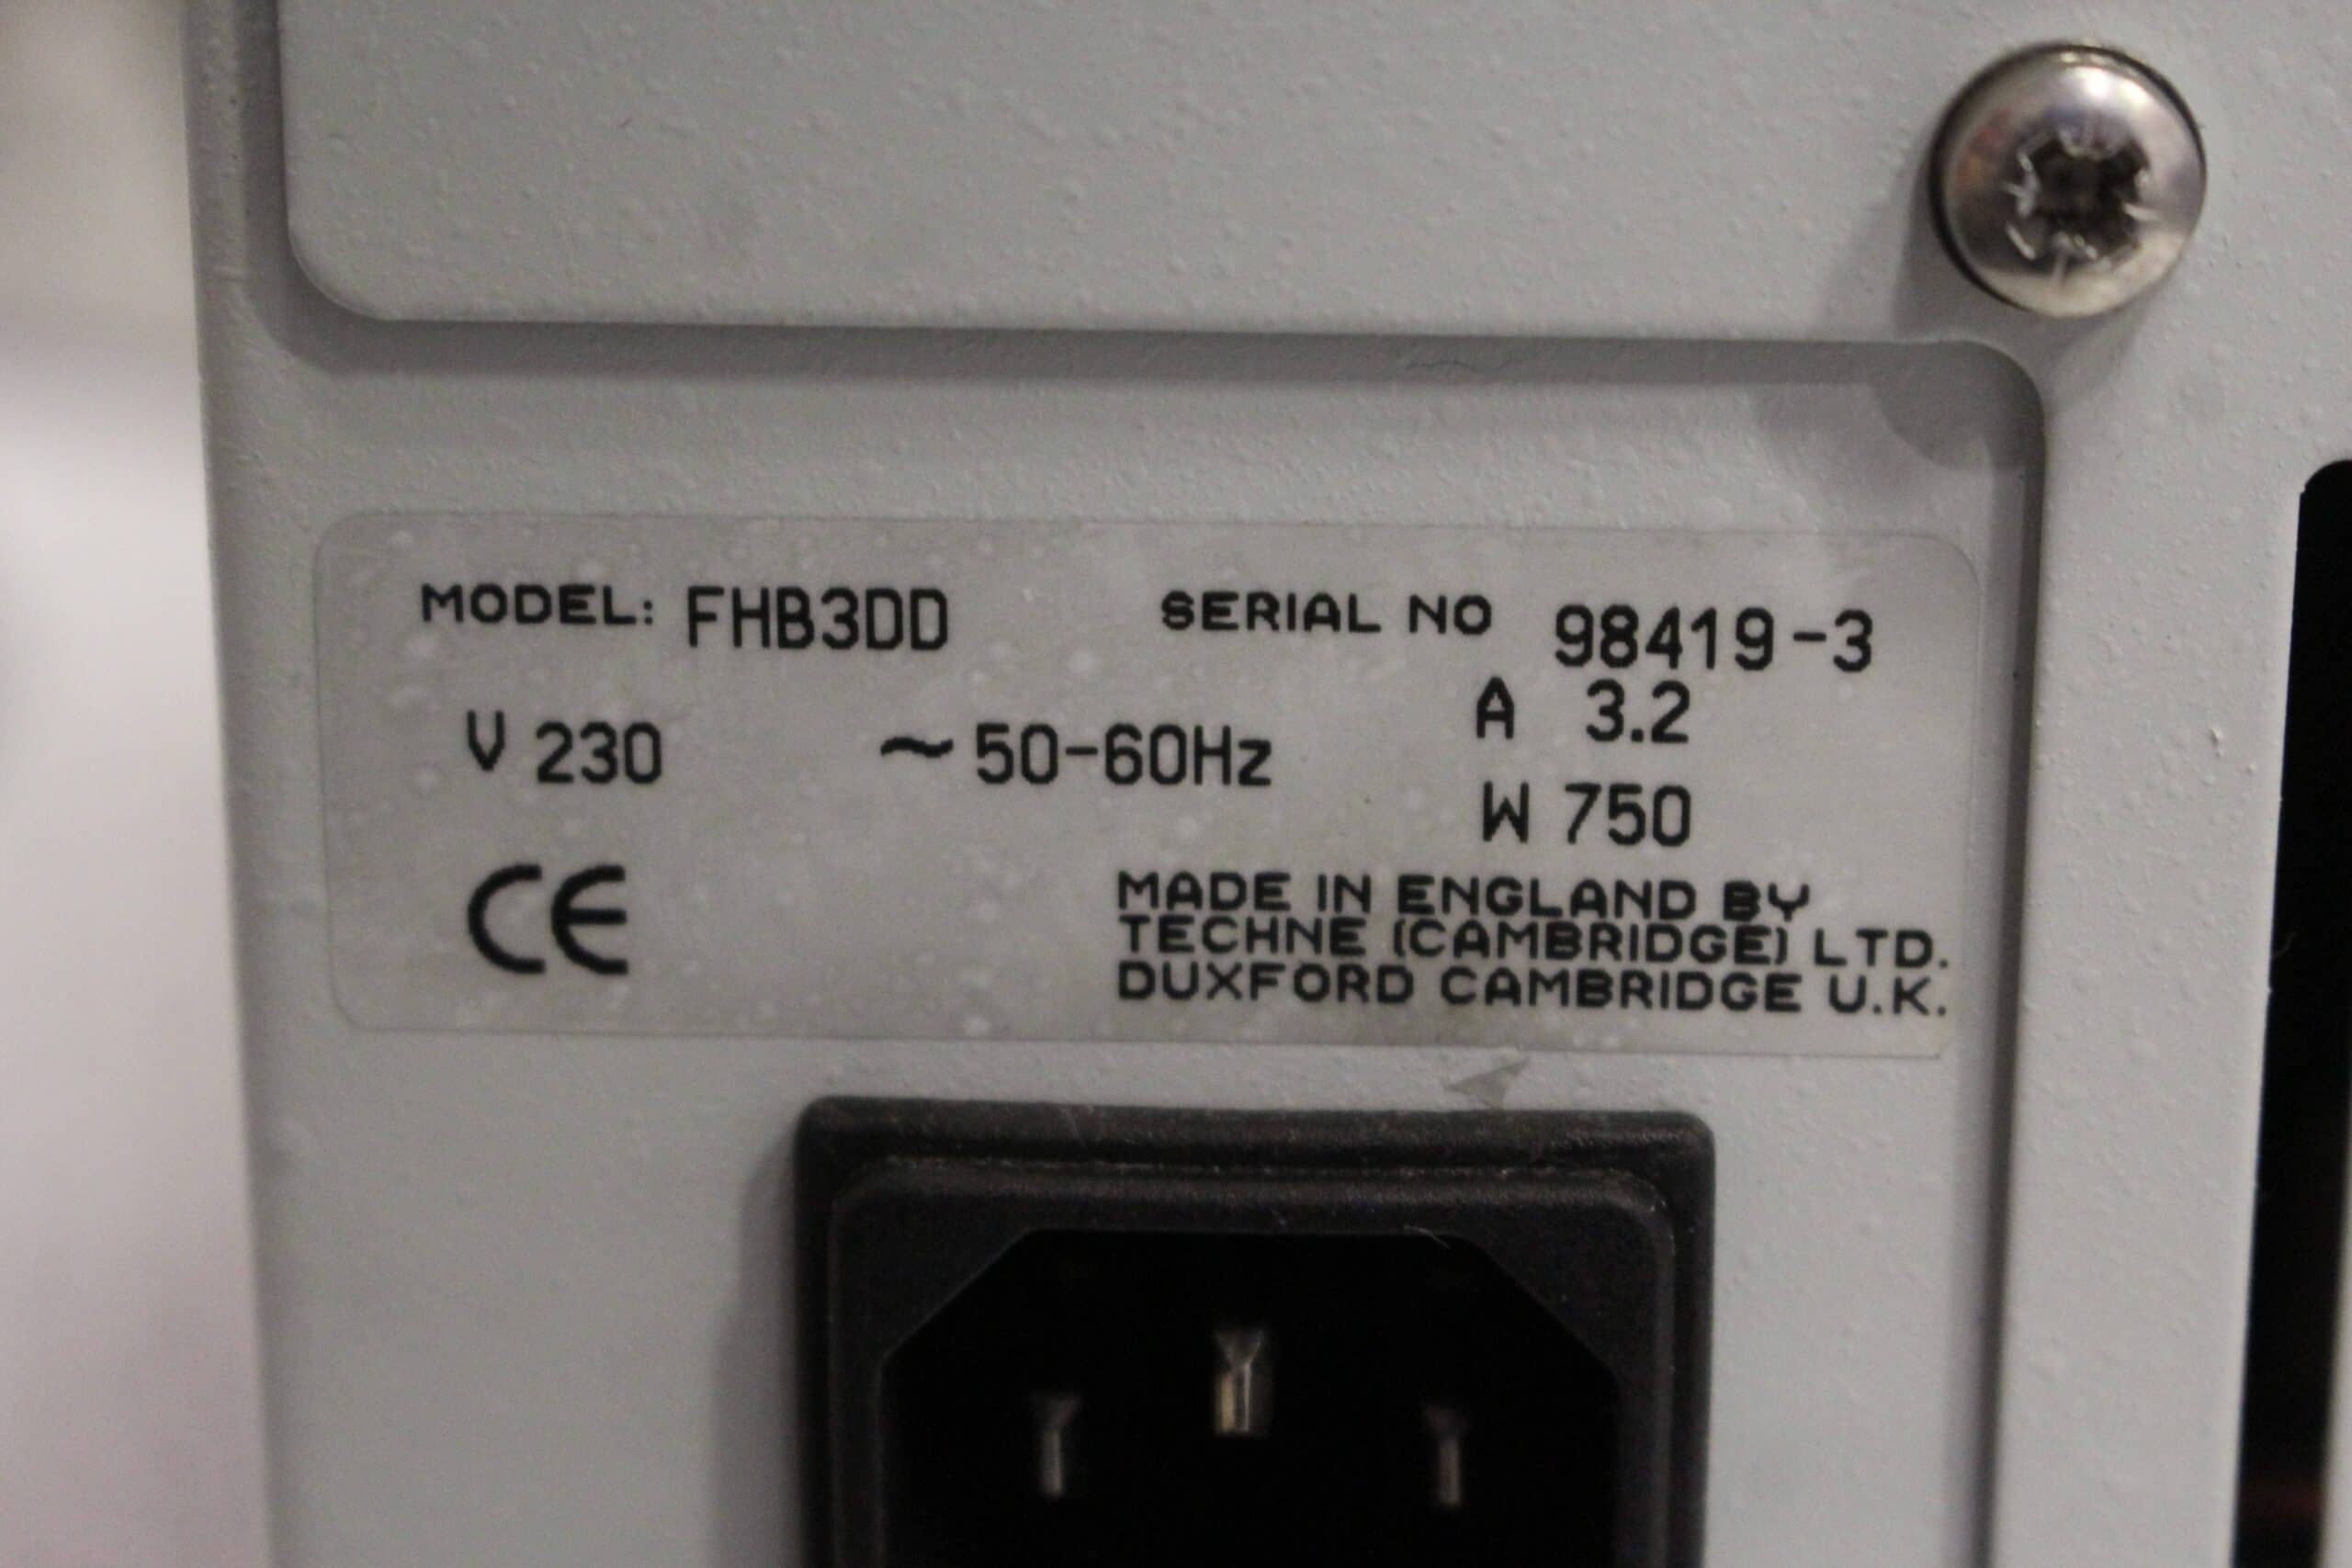 MODEL: FHB3DD SERIAL NO 98419-3
V 230 ~50-60Hz A 3.2
W 750
CE
MADE IN ENGLAND BY
TECHNE (CAMBRIDGE) LTD.
DUXFORD CAMBRIDGE U.K.